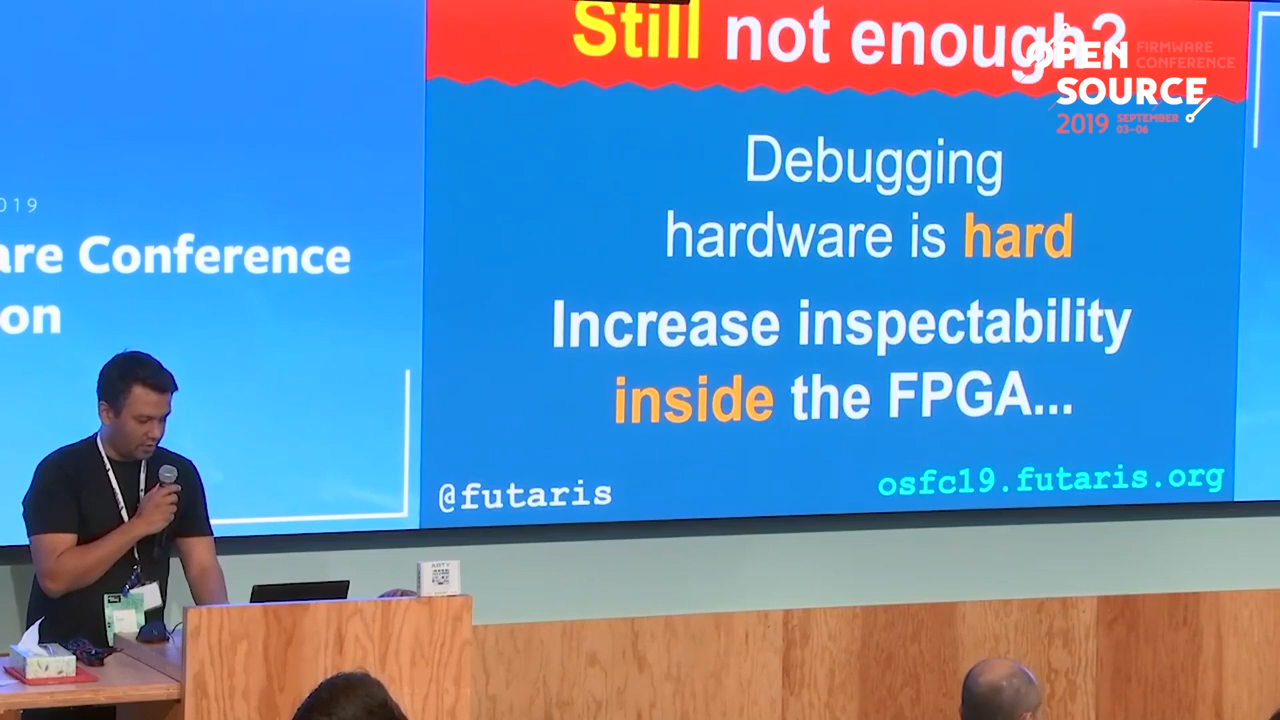 Still not enough?
OPEN
SOURCE
FIRMWARE
CONFERENCE
2019
SEPTEMBER
03–06
019
are Conference
on
Debugging
hardware is hard
Increase inspectability
inside the FPGA...
@futaris
osfc19.futaris.org
ARTY